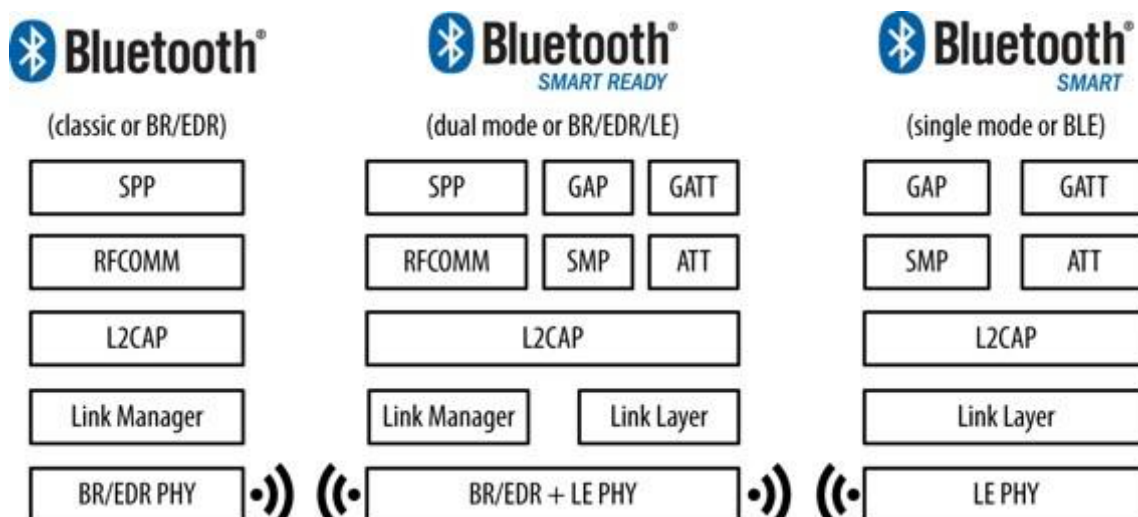 Bluetooth®
(classic or BR/EDR)
SPP
RFCOMM
L2CAP
Link Manager
BR/EDR PHY
Bluetooth®
SMART READY
(dual mode or BR/EDR/LE)
SPP GAP GATT
RFCOMM SMP ATT
L2CAP
Link Manager Link Layer
BR/EDR + LE PHY
Bluetooth®
SMART
(single mode or BLE)
GAP GATT
SMP ATT
L2CAP
Link Layer
LE PHY